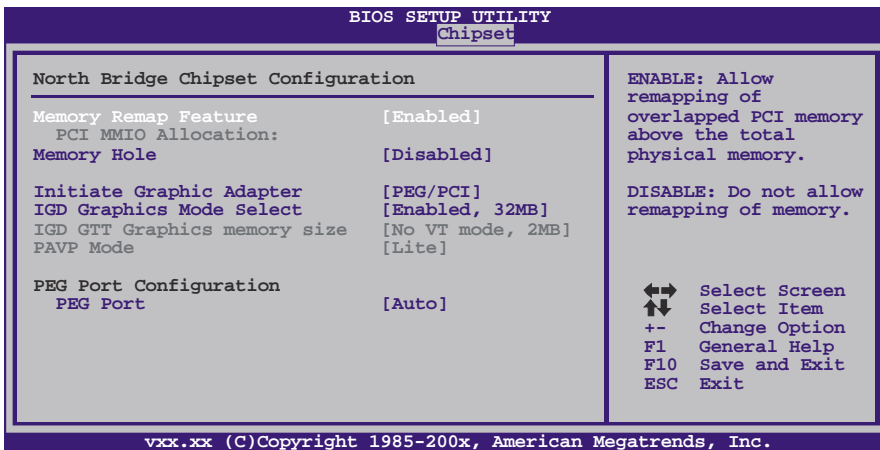 BIOS SETUP UTILITY
Chipset
North Bridge Chipset Configuration
Memory Remap Feature [Enabled]
PCI MMIO Allocation:
Memory Hole [Disabled]
Initiate Graphic Adapter [PEG/PCI]
IGD Graphics Mode Select [Enabled, 32MB]
IGD GTT Graphics memory size [No VT mode, 2MB]
PAVP Mode [Lite]
PEG Port Configuration
PEG Port [Auto]
ENABLE: Allow
remapping of
overlapped PCI memory
above the total
physical memory.
DISABLE: Do not allow
remapping of memory.
Select Screen
Select Item
+- Change Option
F1 General Help
F10 Save and Exit
ESC Exit
vxx.xx (C)Copyright 1985-200x, American Megatrends, Inc.